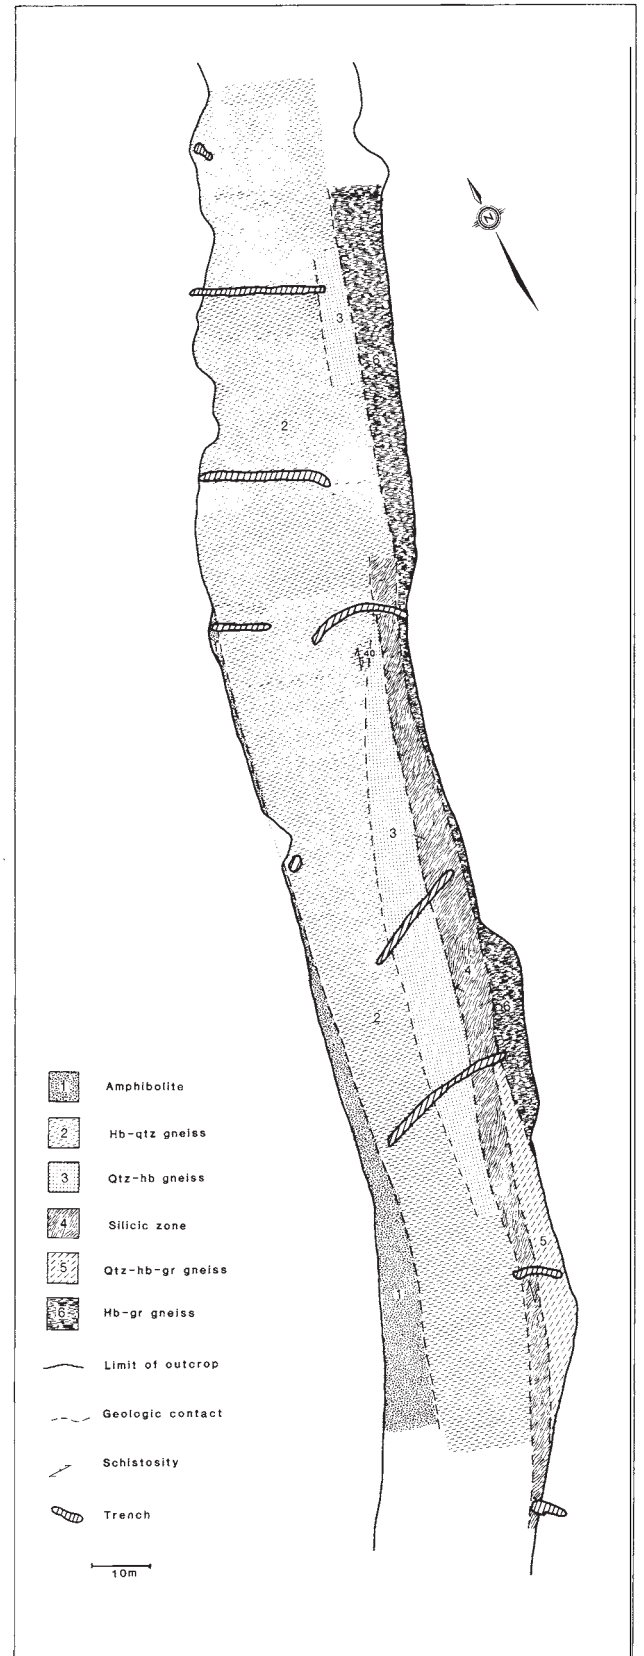 N
3
6
2
40
3
4
2
6
1 Amphibolite
2 Hb-qtz gneiss
3 Qtz-hb gneiss
4 Silicic zone
5 Qtz-hb-gr gneiss
6 Hb-gr gneiss
5
1
Limit of outcrop
Geologic contact
Schistosity
Trench
10m